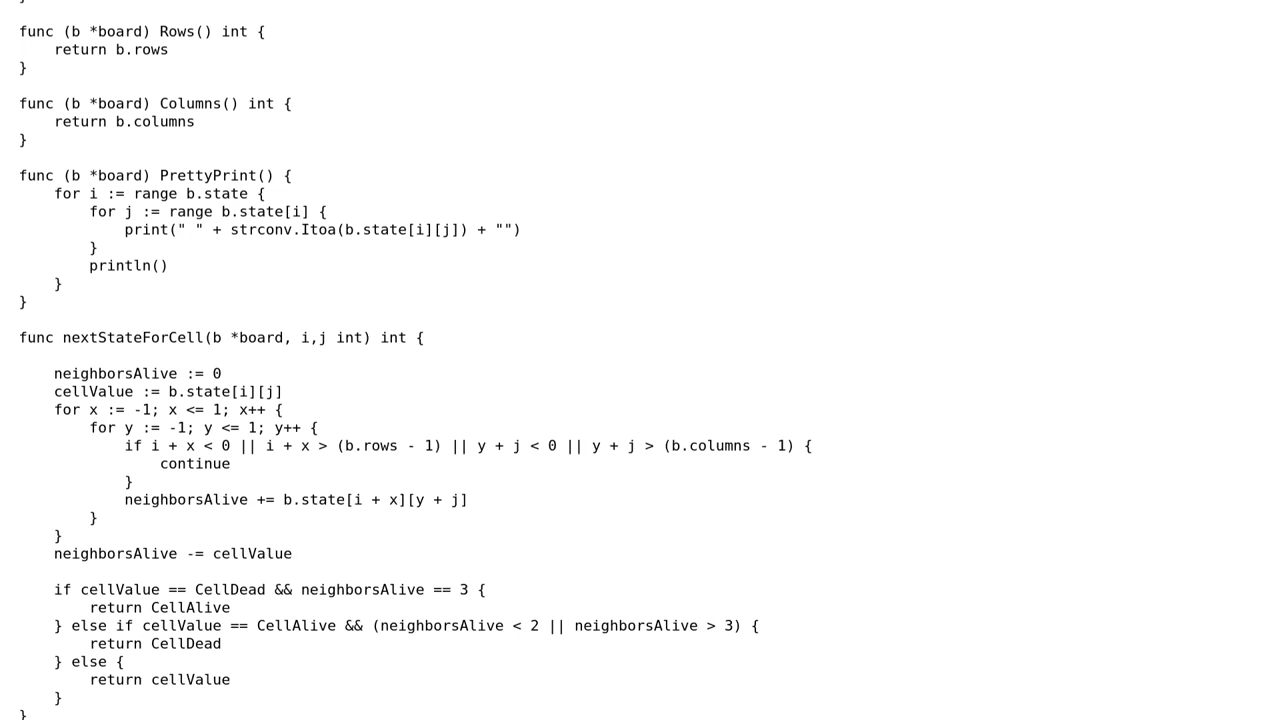 }

func (b *board) Rows() int {
    return b.rows
}

func (b *board) Columns() int {
    return b.columns
}

func (b *board) PrettyPrint() {
    for i := range b.state {
        for j := range b.state[i] {
            print(" " + strconv.Itoa(b.state[i][j]) + "")
        }
        println()
    }
}

func nextStateForCell(b *board, i,j int) int {

    neighborsAlive := 0
    cellValue := b.state[i][j]
    for x := -1; x <= 1; x++ {
        for y := -1; y <= 1; y++ {
            if i + x < 0 || i + x > (b.rows - 1) || y + j < 0 || y + j > (b.columns - 1) {
                continue
            }
            neighborsAlive += b.state[i + x][y + j]
        }
    }
    neighborsAlive -= cellValue

    if cellValue == CellDead && neighborsAlive == 3 {
        return CellAlive
    } else if cellValue == CellAlive && (neighborsAlive < 2 || neighborsAlive > 3) {
        return CellDead
    } else {
        return cellValue
    }
}